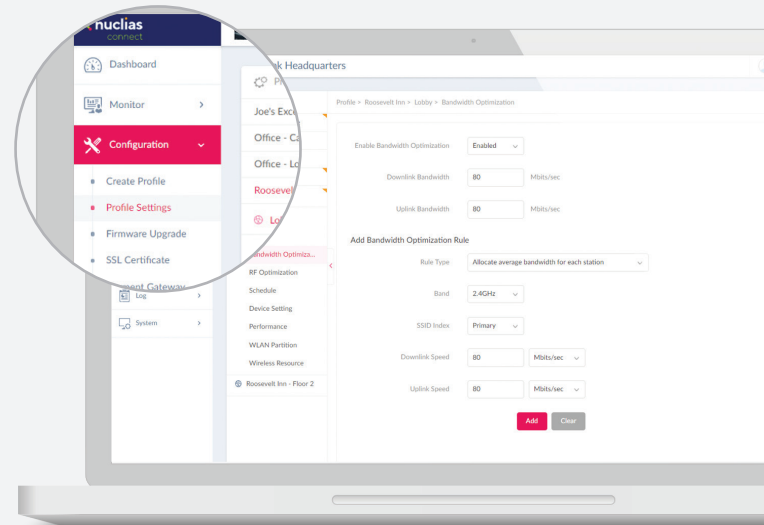 nuclias
connect
Dashboard
Monitor
Configuration
Create Profile
Profile Settings
Firmware Upgrade
SSL Certificate
Gateway
Log
System
Headquarters
Joe's
Office -
Office -
Bandwidth Optimiza...
RF Optimization
Schedule
Device Setting
Performance
WLAN Partition
Wireless Resource
Roosevelt Inn - Floor 2
Profile > Roosevelt Inn > Lobby > Bandwidth Optimization
Enable Bandwidth Optimization Enabled
Downlink Bandwidth 80 Mbits/sec
Uplink Bandwidth 80 Mbits/sec
Add Bandwidth Optimization Rule
Rule Type Allocate average bandwidth for each station
Band 2.4GHz
SSID Index Primary
Downlink Speed 80 Mbits/sec
Uplink Speed 80 Mbits/sec
Add Clear